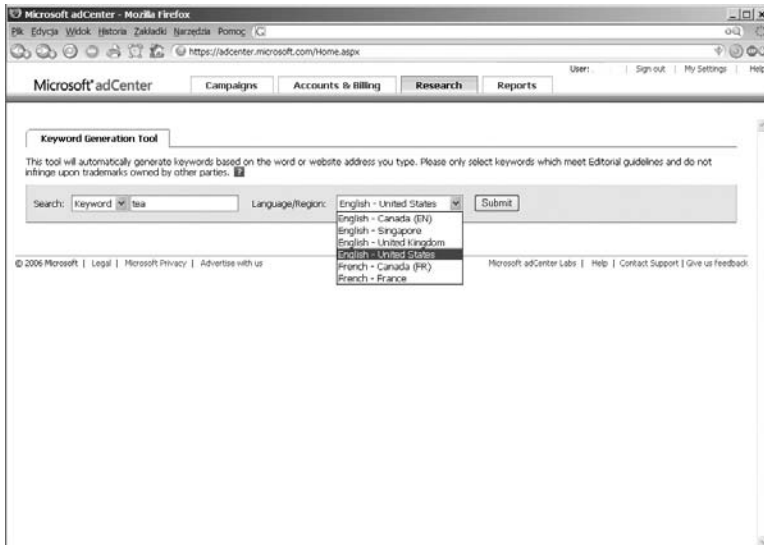 Microsoft adCenter - Mozilla Firefox
Plik Edycja Widok Historia Zakładki Narzędzia Pomoc
https://adcenter.microsoft.com/Home.aspx
User: | Sign out | My Settings | Help
Microsoft® adCenter Campaigns Accounts & Billing Research Reports
Keyword Generation Tool
This tool will automatically generate keywords based on the word or website address you type. Please only select keywords which meet Editorial guidelines and do not
infringe upon trademarks owned by other parties. ?
Search: Keyword tea Language/Region: English - United States Submit
English - Canada (EN)
English - Singapore
English - United Kingdom
English - United States
French - Canada (FR)
French - France
© 2006 Microsoft | Legal | Microsoft Privacy | Advertise with us Microsoft adCenter Labs | Help | Contact Support | Give us feedback